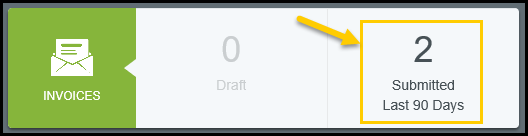 INVOICES
0
Draft
2
Submitted
Last 90 Days